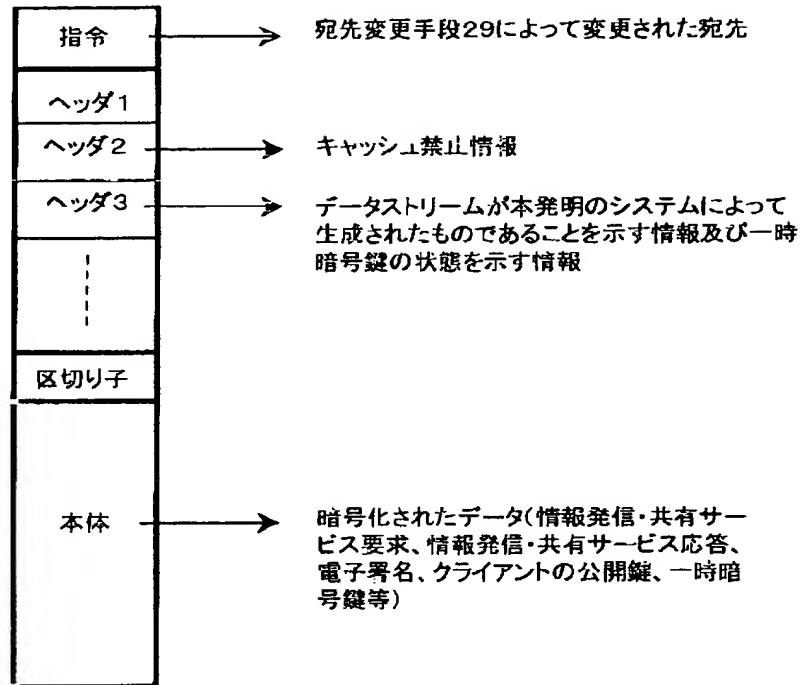 指令
宛先変更手段29によって変更された宛先
ヘッダ1
ヘッダ2
キャッシュ禁止情報
ヘッダ3
データストリームが本発明のシステムによって
生成されたものであることを示す情報及び一時
暗号鍵の状態を示す情報
区切り子
本体
暗号化されたデータ(情報発信・共有サー
ビス要求、情報発信・共有サービス応答、
電子署名、クライアントの公開鍵、一時暗
号鍵等)